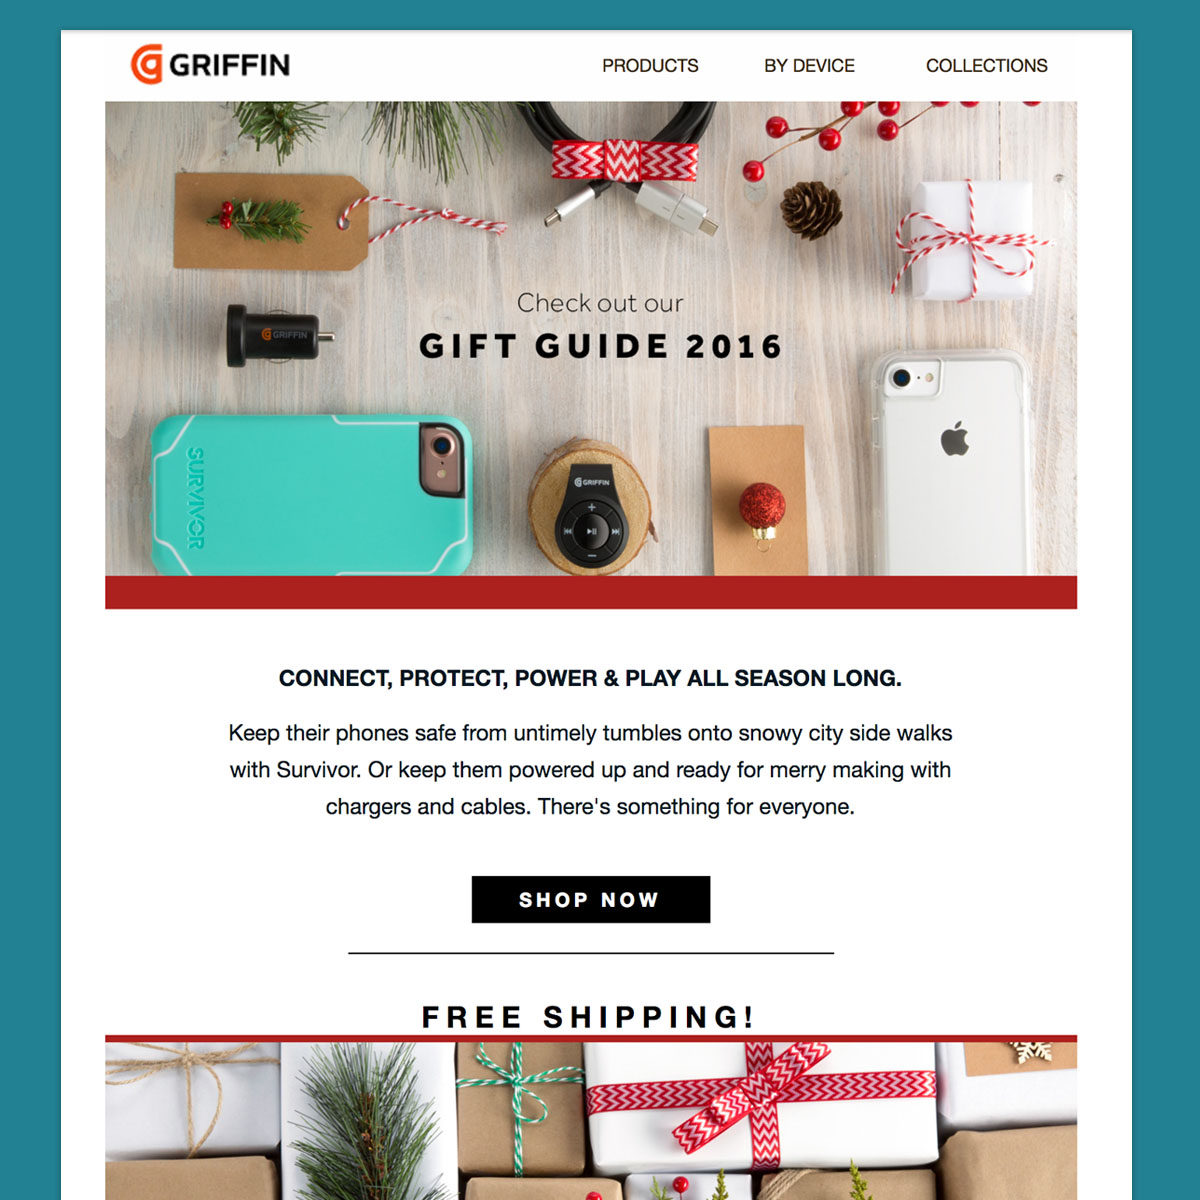 GRIFFIN
PRODUCTS
BY DEVICE
COLLECTIONS
Check out our
GIFT GUIDE 2016
GRIFFIN
SURVIVOR
GRIFFIN
CONNECT, PROTECT, POWER & PLAY ALL SEASON LONG.
Keep their phones safe from untimely tumbles onto snowy city side walks
with Survivor. Or keep them powered up and ready for merry making with
chargers and cables. There's something for everyone.
SHOP NOW
FREE SHIPPING!